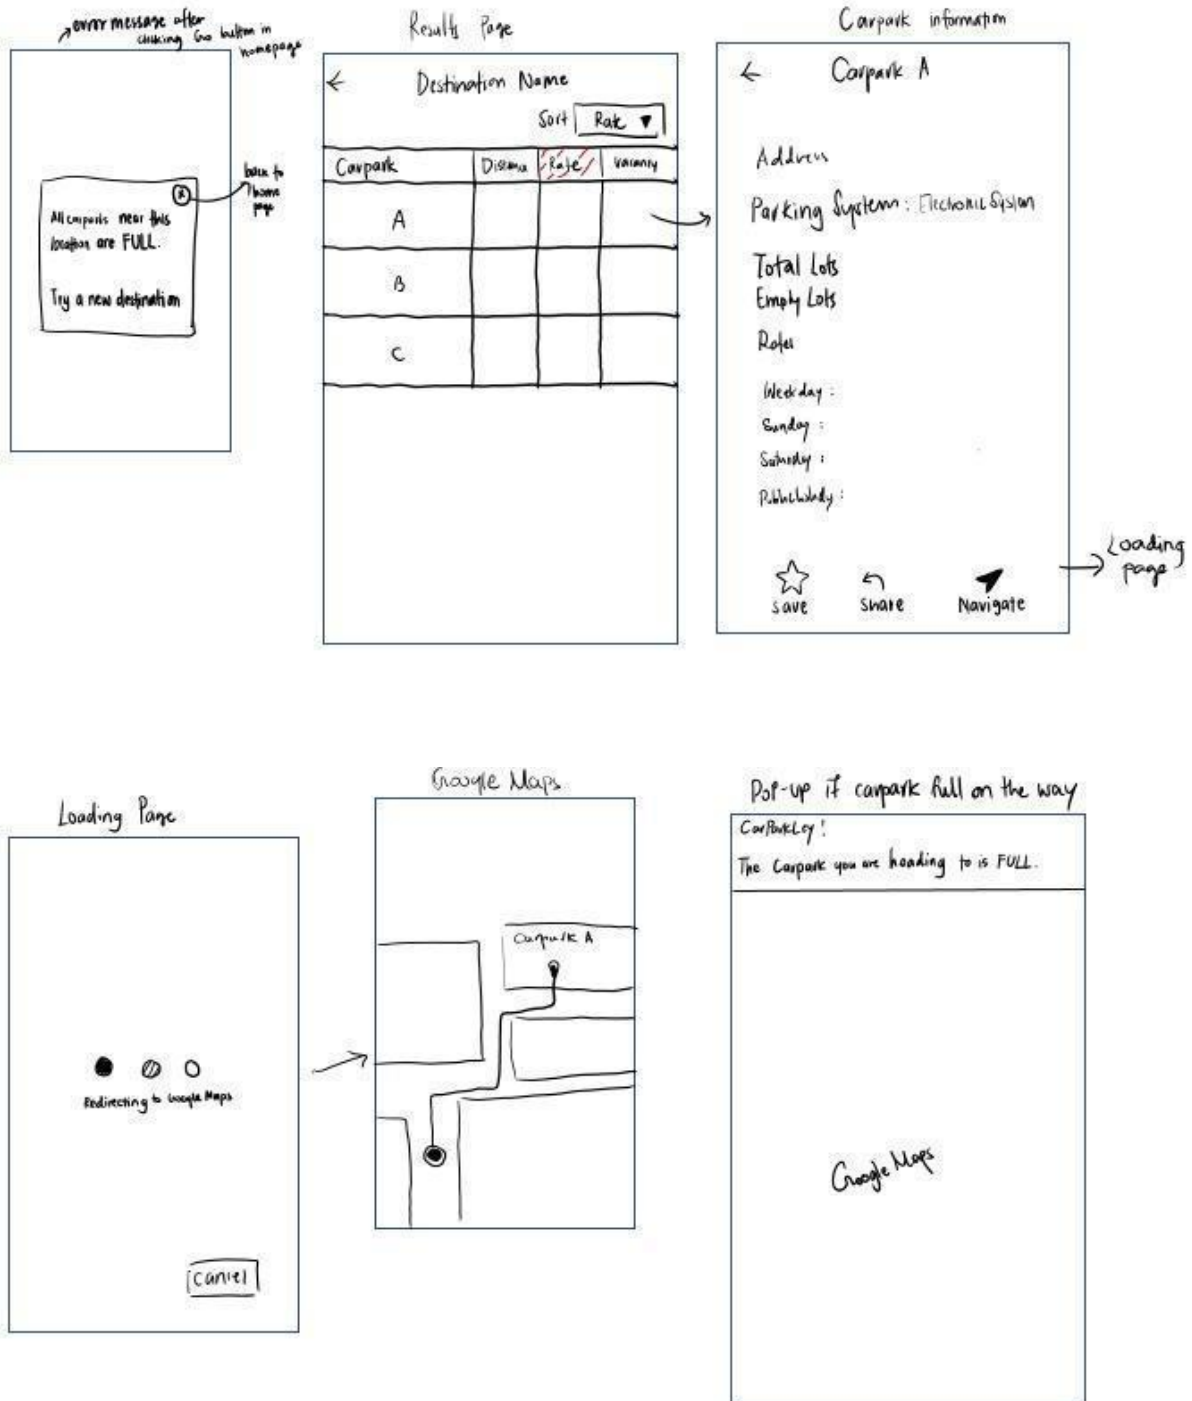 error message after
clicking Go button in
homepage
All carparks near this
location are FULL.
Try a new destination
x
back to
home
page
Results Page
←
Destination Name
Sort
Rate ▼
Carpark
Distance
Rate
Vacancy
A
B
C
Carpark information
←
Carpark A
Address
Parking System : Electronic System
Total Lots
Empty Lots
Rates
Weekday :
Sunday :
Saturday :
save
share
Navigate
Loading
page
Loading Page
Redirecting to Google Maps
Cancel
Google Maps
Carpark A
Pop-up if carpark full on the way
CarParkLey!
The Carpark you are heading to is FULL.
Google Maps